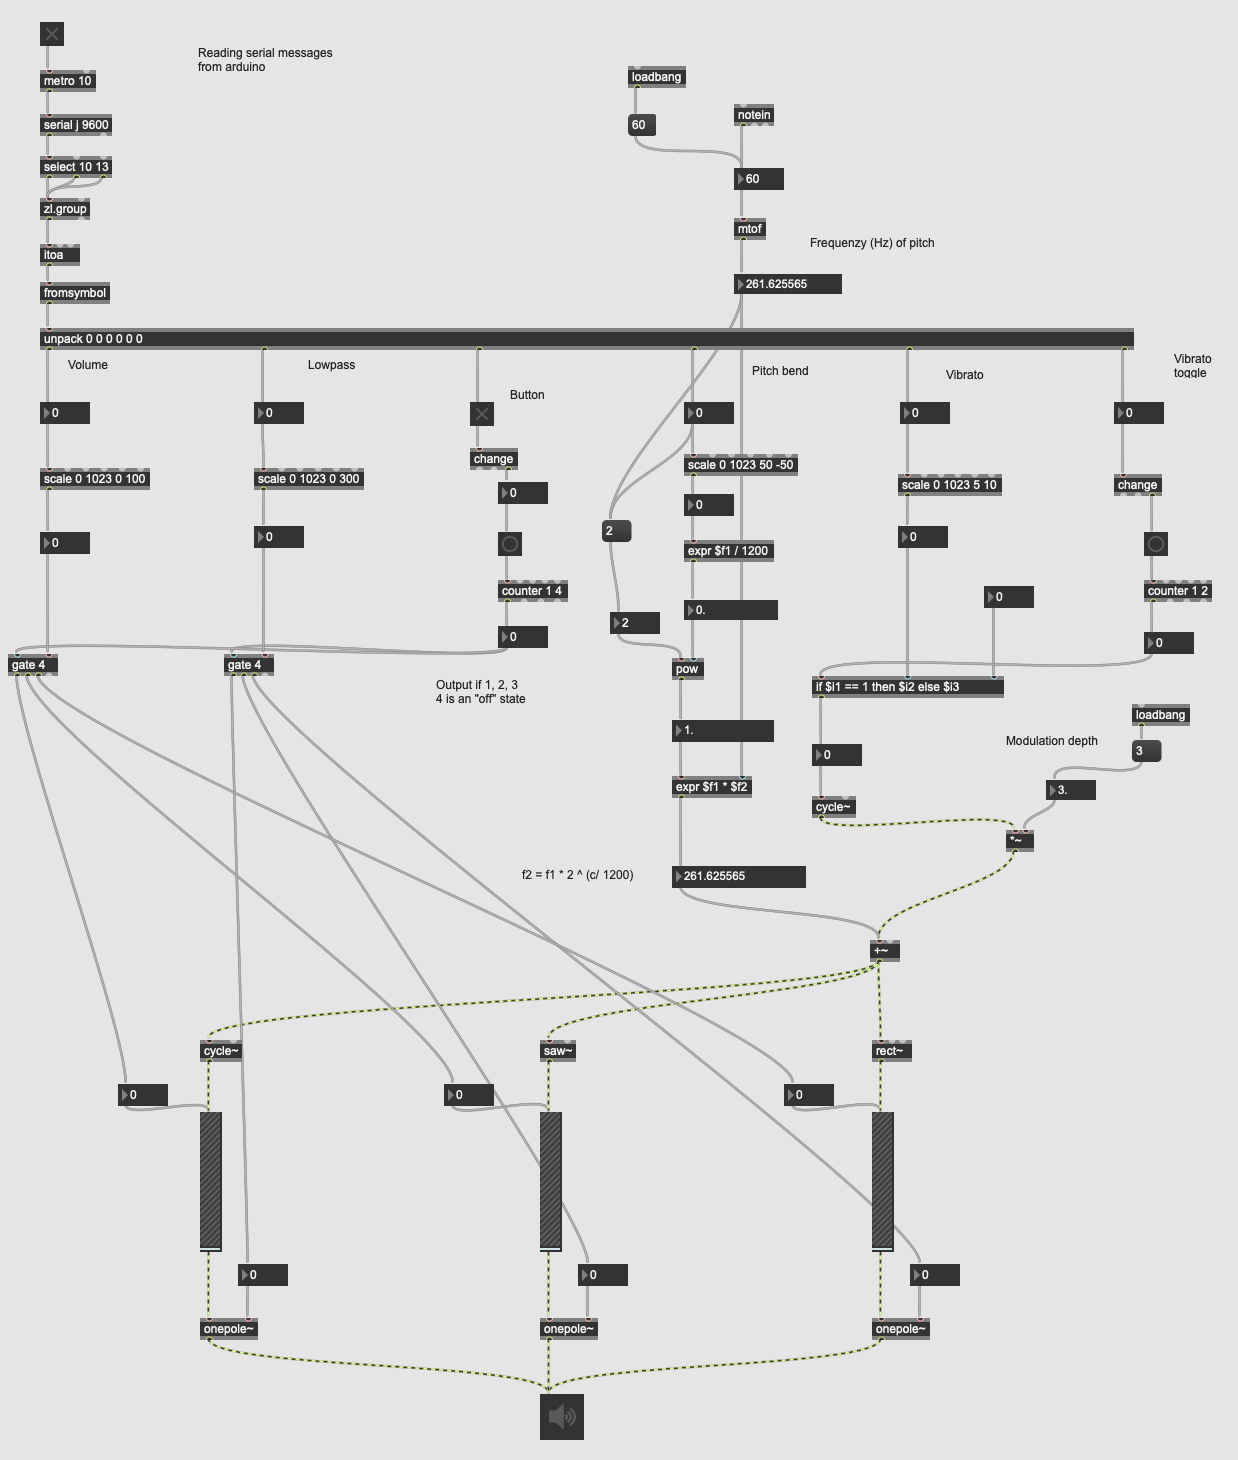 Reading serial messages
from arduino
metro 10
loadbang
notein
serial j 9600
60
select 10 13
60
zl.group
mtof
Frequenzy (Hz) of pitch
itoa
261.625565
fromsymbol
unpack 0 0 0 0 0 0
Volume
Lowpass
Button
Pitch bend
Vibrato
Vibrato
toggle
0
0
0
0
0
change
scale 0 1023 50 -50
scale 0 1023 0 100
scale 0 1023 0 300
scale 0 1023 5 10
change
0
0
0
0
0
2
expr $f1 / 1200
counter 1 4
counter 1 2
0
0.
2
0
0
gate 4
gate 4
pow
Output if 1, 2, 3
4 is an "off" state
if $i1 == 1 then $i2 else $i3
loadbang
1.
Modulation depth
3
0
expr $f1 * $f2
3.
cycle~
*~
f2 = f1 * 2 ^ (c/ 1200)
261.625565
+~
cycle~
saw~
rect~
0
0
0
0
0
0
onepole~
onepole~
onepole~